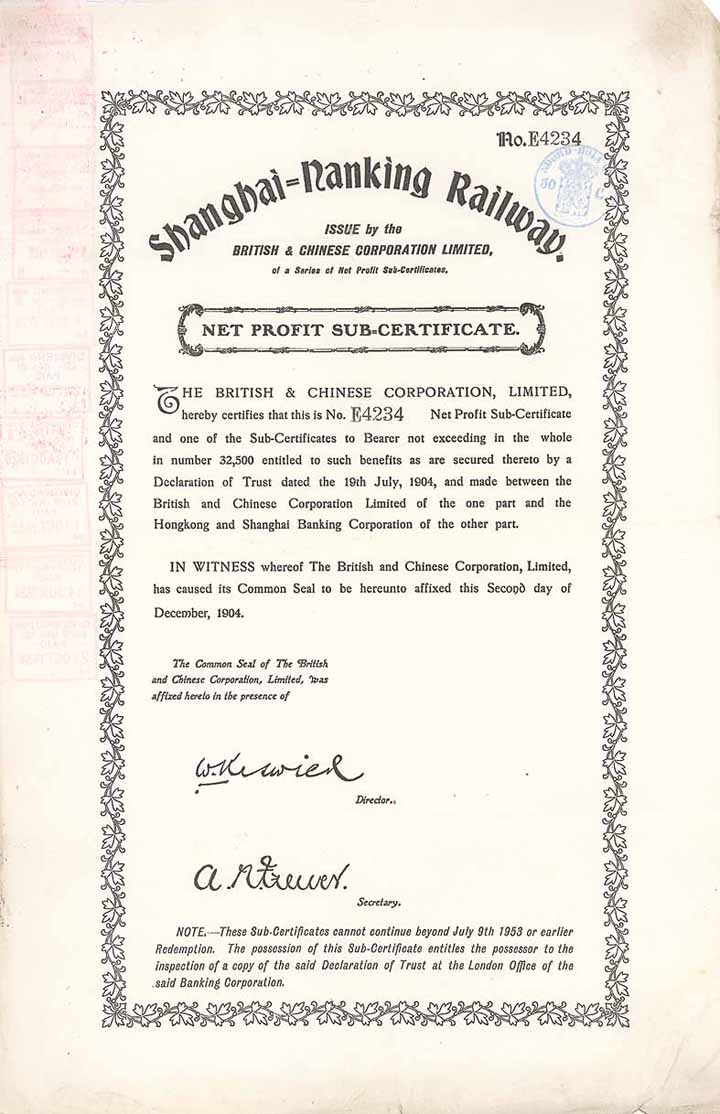 No. E4234
Shanghai=Nanking Railway.
ISSUE by the
BRITISH & CHINESE CORPORATION LIMITED,
of a Series of Net Profit Sub-Certificates.
NET PROFIT SUB=CERTIFICATE.
THE BRITISH & CHINESE CORPORATION, LIMITED,
hereby certifies that this is No. E4234 Net Profit Sub-Certificate
and one of the Sub-Certificates to Bearer not exceeding in the whole
in number 32,500 entitled to such benefits as are secured thereto by a
Declaration of Trust dated the 19th July, 1904, and made between the
British and Chinese Corporation Limited of the one part and the
Hongkong and Shanghai Banking Corporation of the other part.
IN WITNESS whereof The British and Chinese Corporation, Limited,
has caused its Common Seal to be hereunto affixed this Second day of
December, 1904.
The Common Seal of The British
and Chinese Corporation, Limited, was
affixed hereto in the presence of
W. Keswick
Director.
Secretary.
NOTE.—These Sub-Certificates cannot continue beyond July 9th 1953 or earlier
Redemption. The possession of this Sub-Certificate entitles the possessor to the
inspection of a copy of the said Declaration of Trust at the London Office of the
said Banking Corporation.